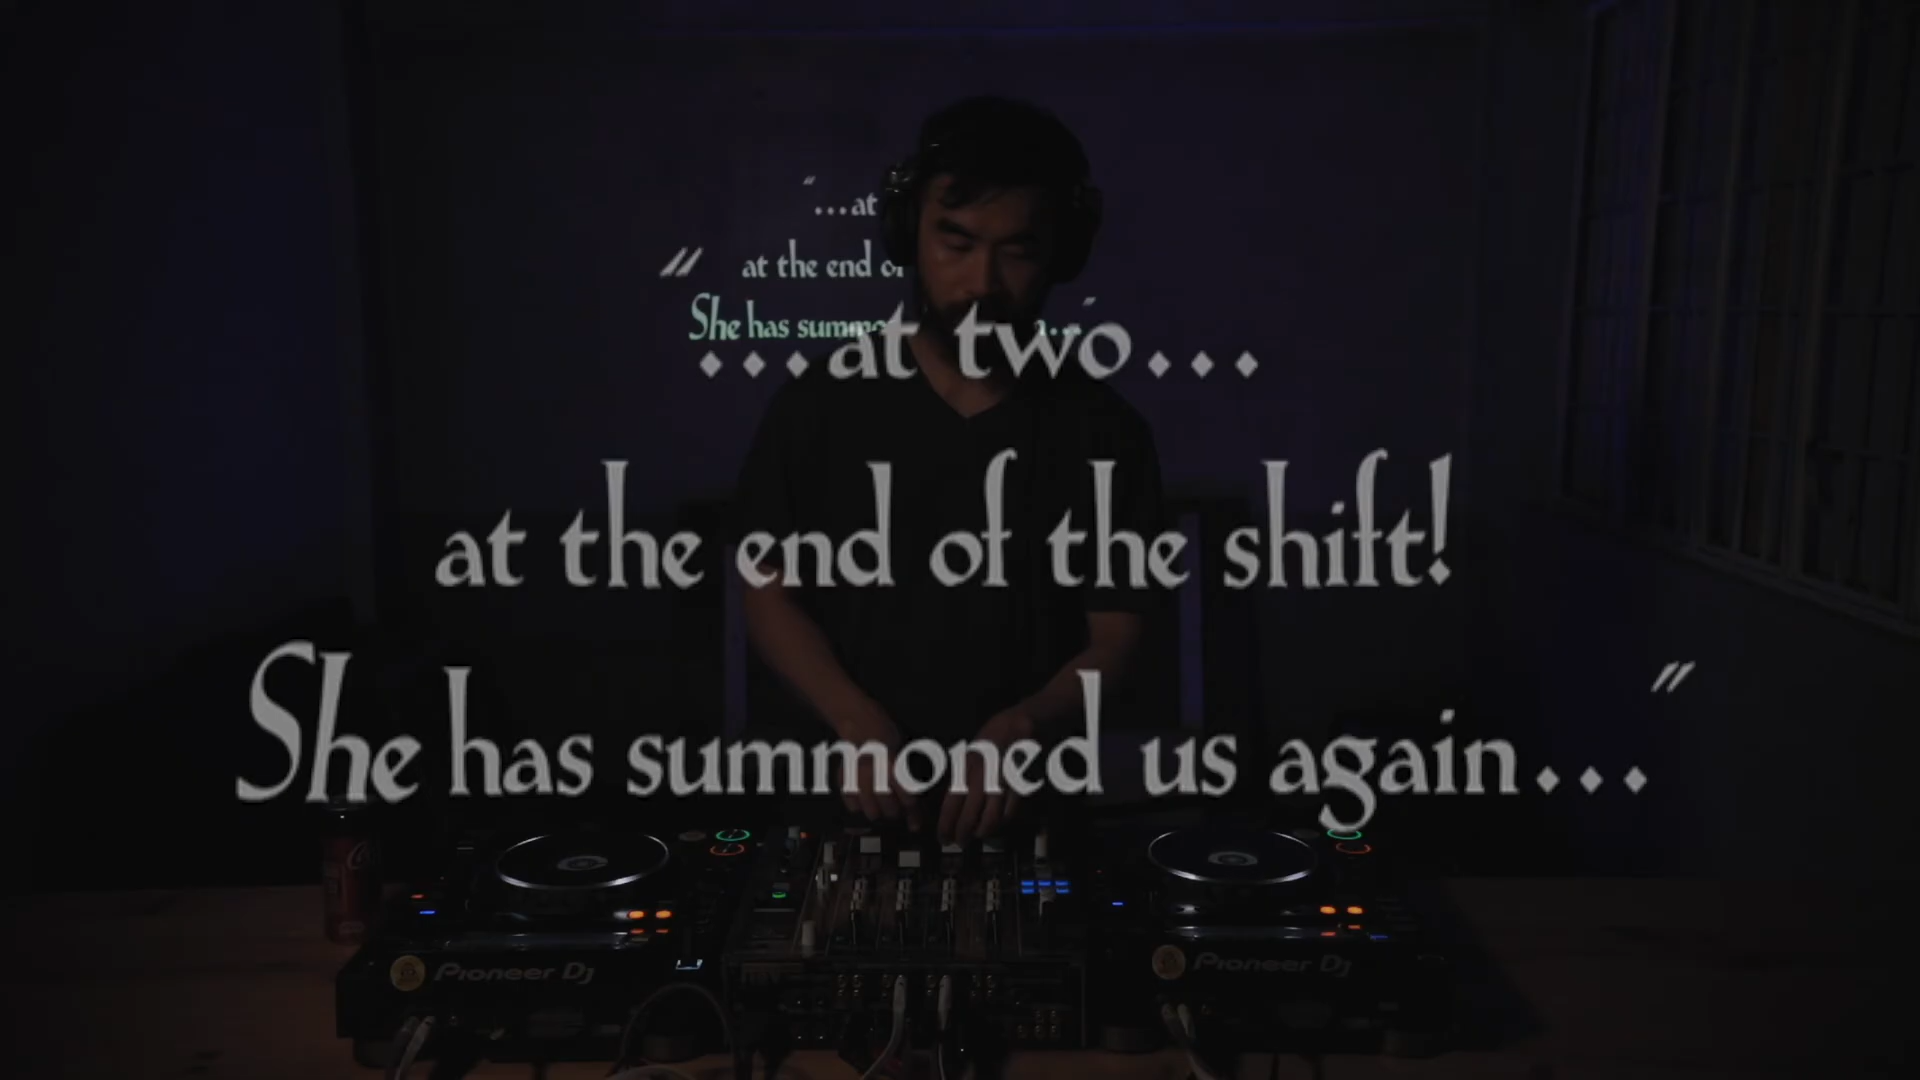 “...at
at the end of
She has summo
“...at two...
at the end of the shift!
She has summoned us again...”
Pioneer DJ
Pioneer DJ